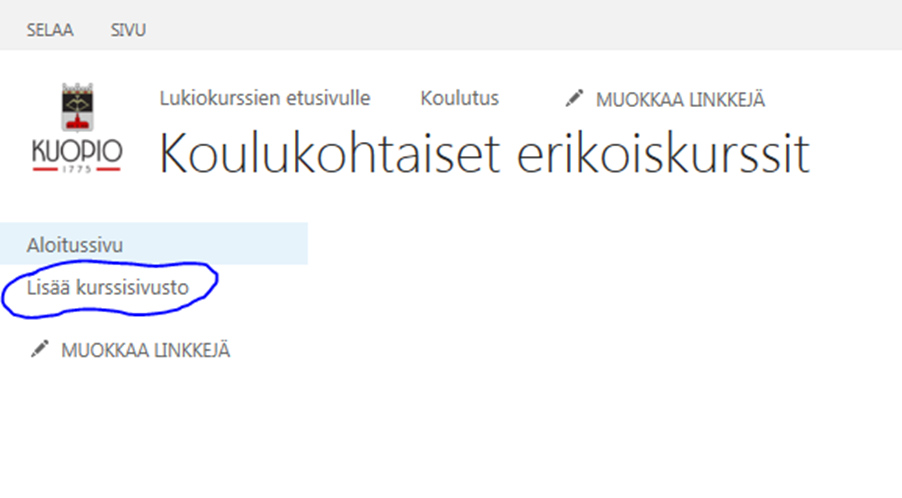 SELAA SIVU
Lukiokurssien etusivulle Koulutus MUOKKAA LINKKEJÄ
KUOPIO
1775
Koulukohtaiset erikoiskurssit
Aloitussivu
Lisää kurssisivusto
MUOKKAA LINKKEJÄ